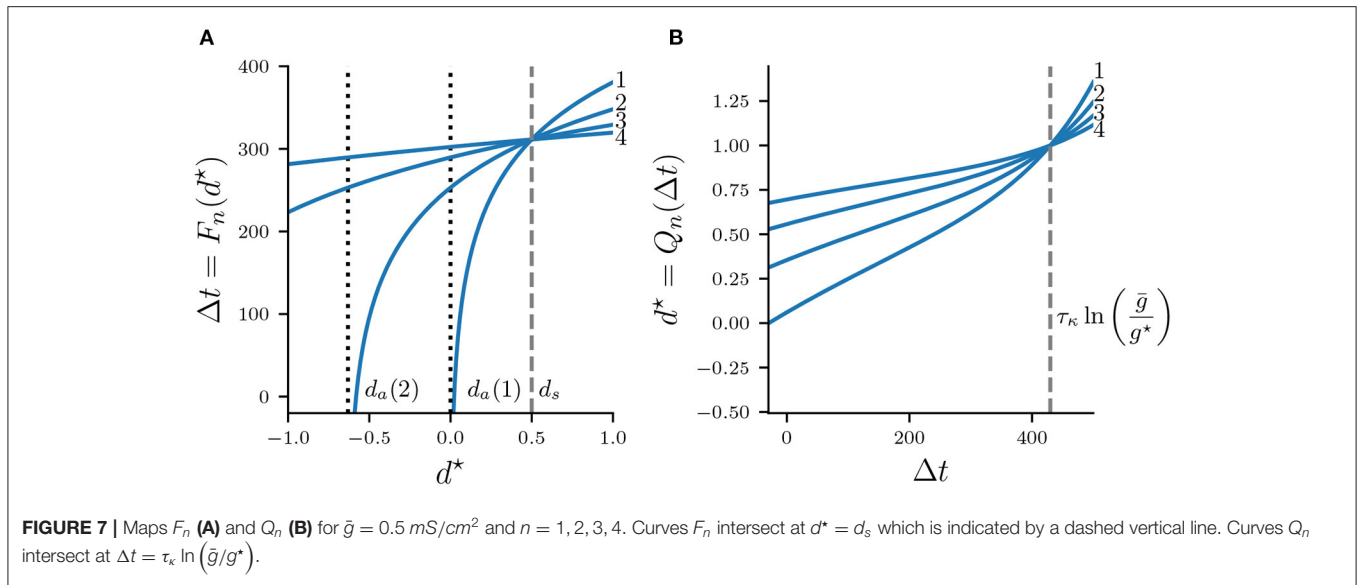 A
B
400
300
200
100
0
−1.0
−0.5
0.0
0.5
1.0
Δt = F_n(d^⋆)
d^⋆
1
2
3
4
d_a(2)
d_a(1)
d_s
1.25
1.00
0.75
0.50
0.25
0.00
−0.25
−0.50
0
200
400
d^⋆ = Q_n(Δt)
Δt
1
2
3
4
τ_κ ln (ḡ/g^⋆)
FIGURE 7 | Maps F_n (A) and Q_n (B) for ḡ = 0.5 mS/cm² and n = 1, 2, 3, 4. Curves F_n intersect at d^⋆ = d_s which is indicated by a dashed vertical line. Curves Q_n
intersect at Δt = τ_κ ln (ḡ/g^⋆).